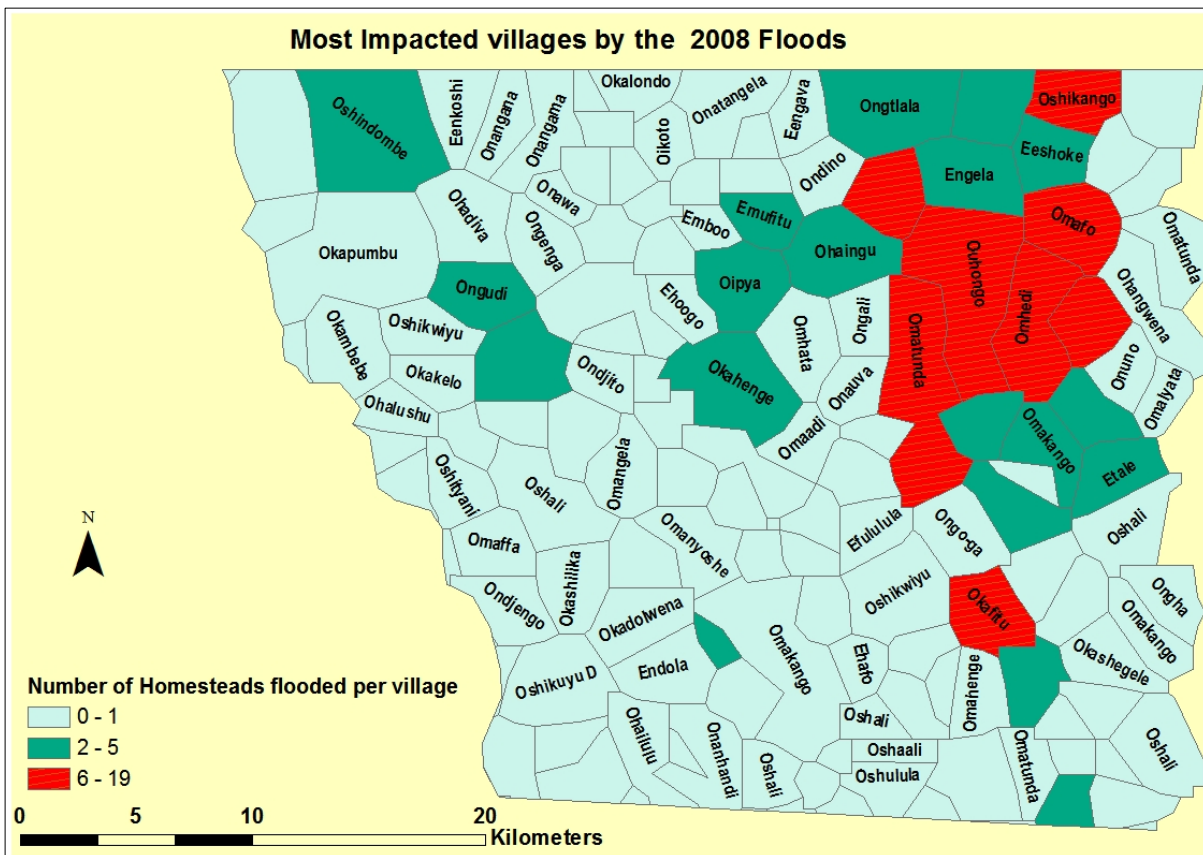 Most Impacted villages by the 2008 Floods
Okalondo
Oshikango
Onatangela
Eengava
Ongtlala
Oshindombe
Eenkoshi
Onangana
Onangama
Oikoto
Eeshoke
Ondino
Engela
Onawa
Emufitu
Emboo
Omafo
Ohadiva
Ongenga
Omatunda
Okapumbu
Ohaingu
Ouhongo
Oipya
Ohangwena
Ongudi
Ehoogo
Ongali
Omhedi
Oshikwiyu
Okambebe
Omhata
Omatunda
Okakelo
Ondjito
Okahenge
Onuno
Onauva
Omalyata
Ohalushu
Omaadi
Omakango
Oshityani
Oshali
Omangela
Etale
Efululula
Ongo-ga
Oshali
N
Omaffa
Omanyoshe
Okashilika
Oshikwiyu
Ongha
Ondjengo
Okadolwena
Okafitu
Omakango
Omakango
Okashegele
Endola
Ehafo
Oshikuyu D
Omahenge
Ohailulu
Oshali
Onanhandi
Oshali
Oshaali
Omatunda
Oshali
Oshulula
Number of Homesteads flooded per village
0 - 1
2 - 5
6 - 19
0 5 10 20
Kilometers